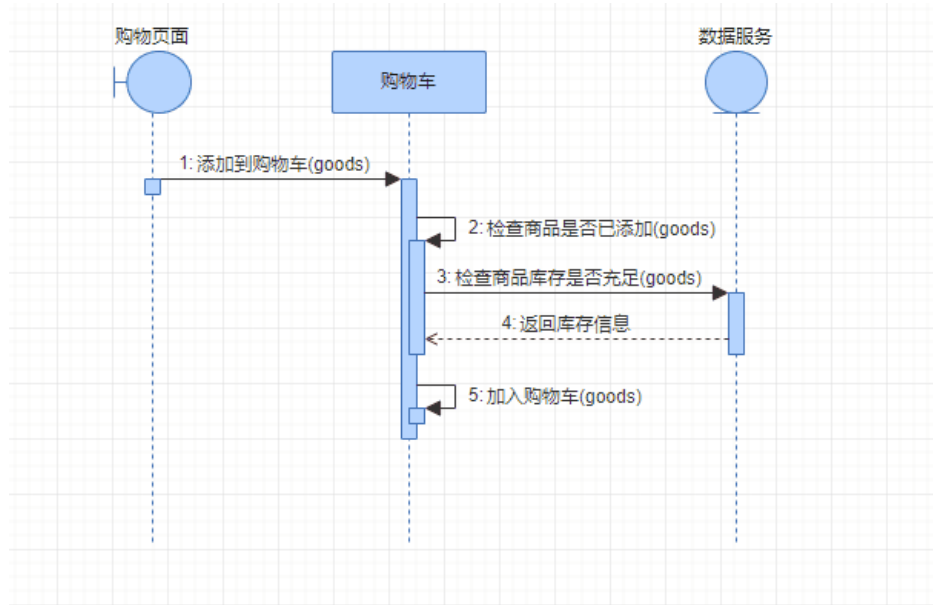 购物页面
购物车
数据服务
1: 添加到购物车(goods)
2: 检查商品是否已添加(goods)
3: 检查商品库存是否充足(goods)
4: 返回库存信息
5: 加入购物车(goods)